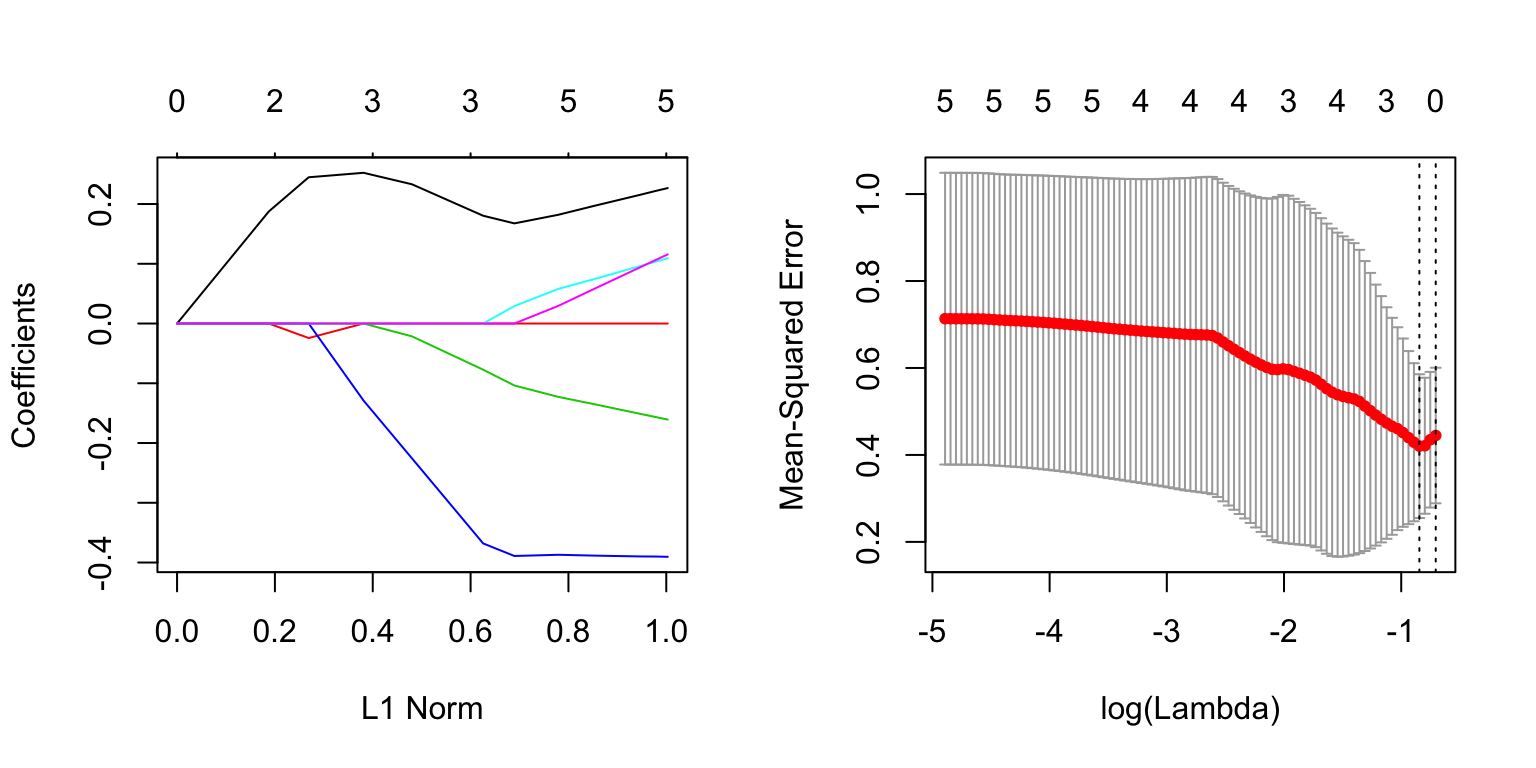 0 2 3 3 5 5
Coefficients
0.2
0.0
-0.2
-0.4
0.0 0.2 0.4 0.6 0.8 1.0
L1 Norm
5 5 5 5 4 4 4 3 4 3 0
Mean-Squared Error
1.0
0.8
0.6
0.4
0.2
-5 -4 -3 -2 -1
log(Lambda)